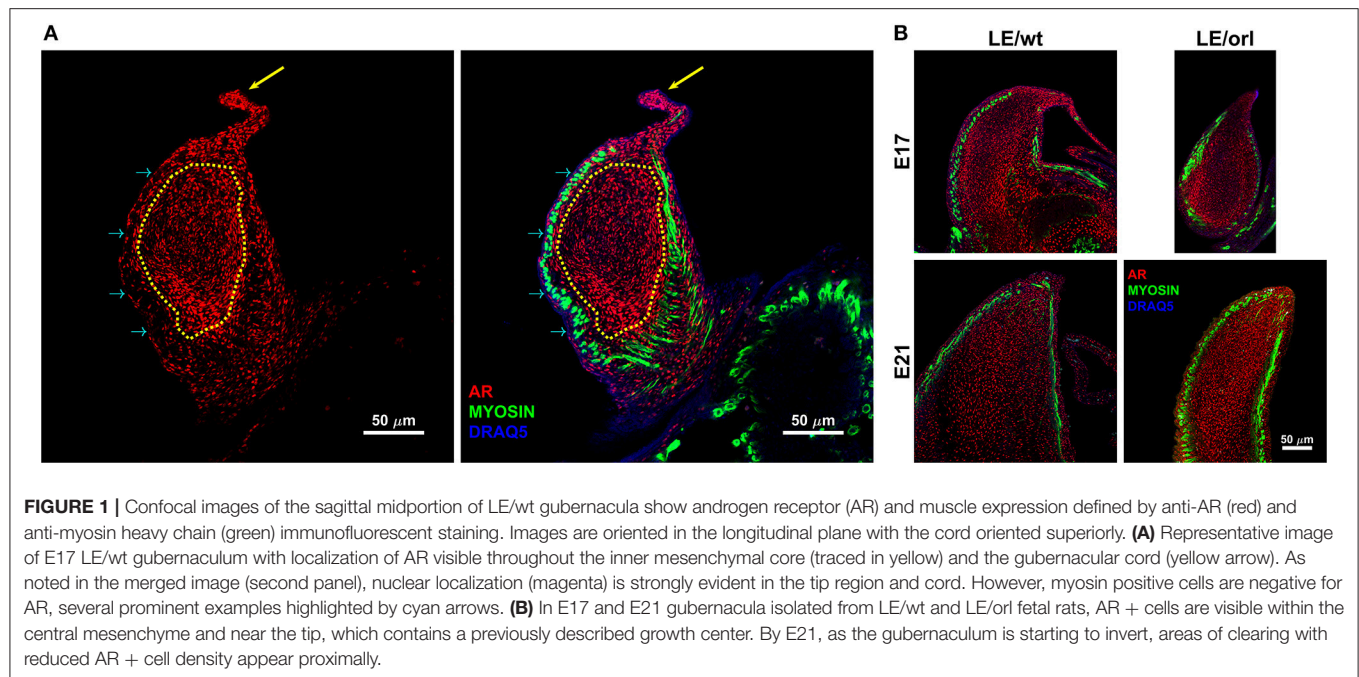 A
B
LE/wt
LE/orl
E17
E21
AR
MYOSIN
DRAQ5
50 μm
50 μm
AR
MYOSIN
DRAQ5
50 μm
FIGURE 1 | Confocal images of the sagittal midportion of LE/wt gubernacula show androgen receptor (AR) and muscle expression defined by anti-AR (red) and
anti-myosin heavy chain (green) immunofluorescent staining. Images are oriented in the longitudinal plane with the cord oriented superiorly. (A) Representative image
of E17 LE/wt gubernaculum with localization of AR visible throughout the inner mesenchymal core (traced in yellow) and the gubernacular cord (yellow arrow). As
noted in the merged image (second panel), nuclear localization (magenta) is strongly evident in the tip region and cord. However, myosin positive cells are negative for
AR, several prominent examples highlighted by cyan arrows. (B) In E17 and E21 gubernacula isolated from LE/wt and LE/orl fetal rats, AR + cells are visible within the
central mesenchyme and near the tip, which contains a previously described growth center. By E21, as the gubernaculum is starting to invert, areas of clearing with
reduced AR + cell density appear proximally.